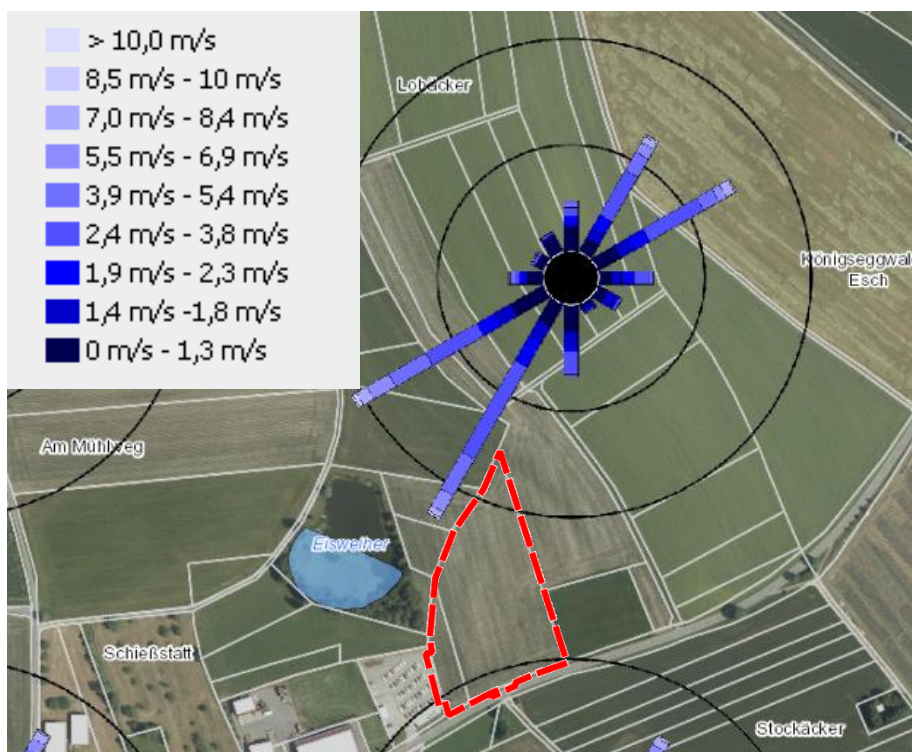 > 10,0 m/s
8,5 m/s - 10 m/s
7,0 m/s - 8,4 m/s
5,5 m/s - 6,9 m/s
3,9 m/s - 5,4 m/s
2,4 m/s - 3,8 m/s
1,9 m/s - 2,3 m/s
1,4 m/s -1,8 m/s
0 m/s - 1,3 m/s
Lobäcker
Königseggwald
Esch
Am Mühlweg
Eisweiher
Schießstatt
Stockäcker